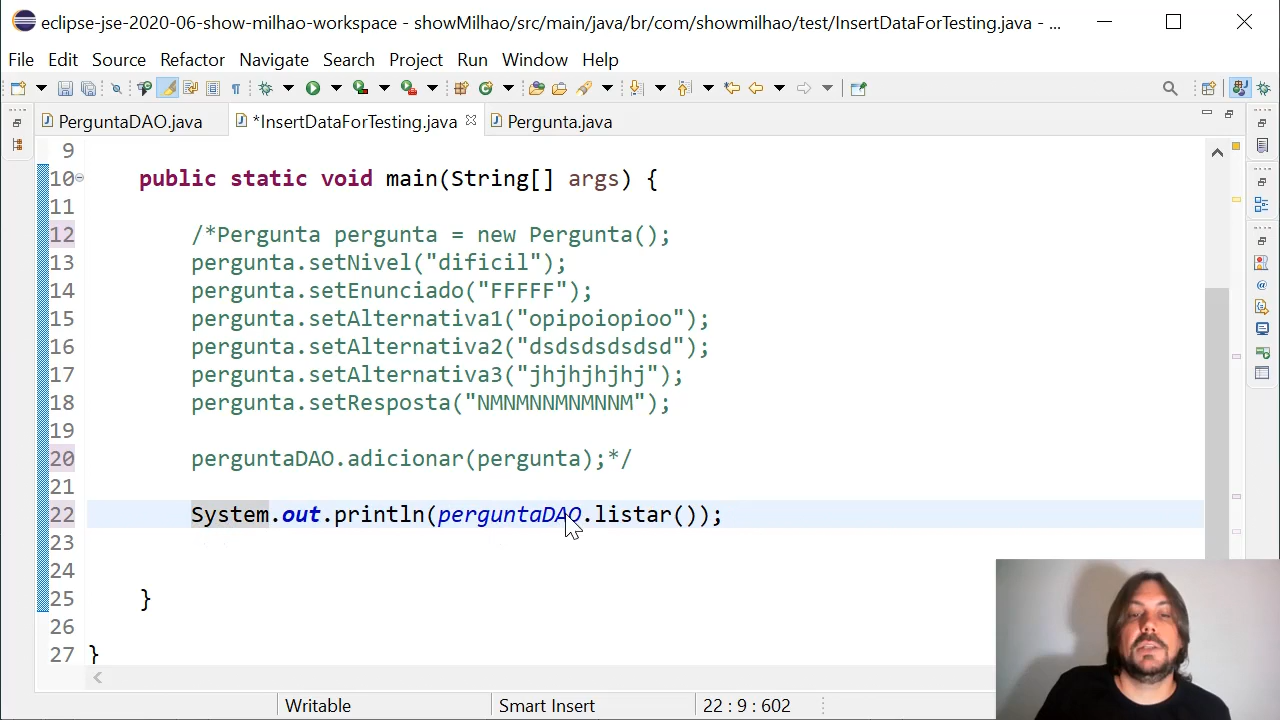 eclipse-jse-2020-06-show-milhao-workspace - showMilhao/src/main/java/br/com/showmilhao/test/InsertDataForTesting.java - ...
File Edit Source Refactor Navigate Search Project Run Window Help
PerguntaDAO.java *InsertDataForTesting.java Pergunta.java
9
10 public static void main(String[] args) {
11
12 /*Pergunta pergunta = new Pergunta();
13 pergunta.setNivel("dificil");
14 pergunta.setEnunciado("FFFFF");
15 pergunta.setAlternativa1("opipoiopioo");
16 pergunta.setAlternativa2("dsdsdsdsdsd");
17 pergunta.setAlternativa3("jhjhjhjhj");
18 pergunta.setResposta("NMNMNNMNMNNM");
19
20 perguntaDAO.adicionar(pergunta);*/
21
22 System.out.println(perguntaDAO.listar());
23
24
25 }
26
27 }
Writable Smart Insert 22 : 9 : 602